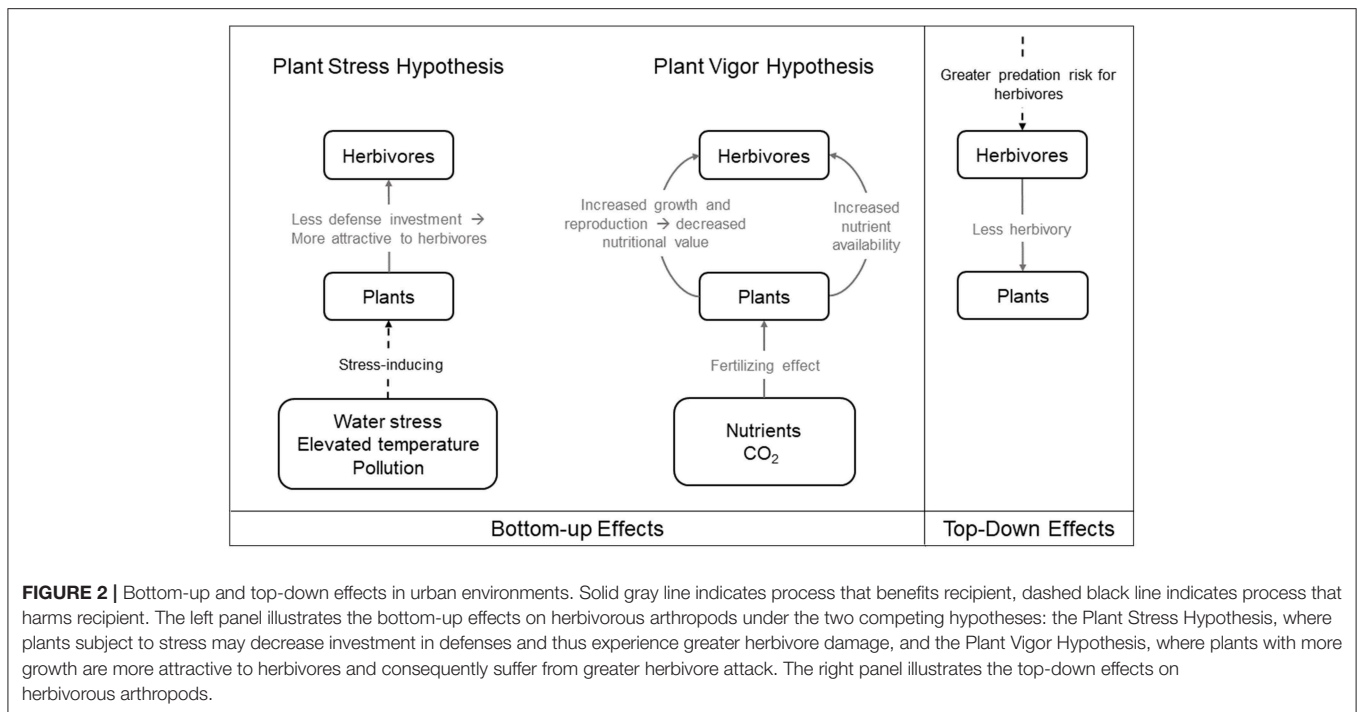 Plant Stress Hypothesis
Herbivores
Less defense investment →
More attractive to herbivores
Plants
Stress-inducing
Water stress
Elevated temperature
Pollution
Plant Vigor Hypothesis
Herbivores
Increased growth and
reproduction → decreased
nutritional value
Increased
nutrient
availability
Plants
Fertilizing effect
Nutrients
CO₂
Bottom-up Effects
Greater predation risk for
herbivores
Herbivores
Less herbivory
Plants
Top-Down Effects
FIGURE 2 | Bottom-up and top-down effects in urban environments. Solid gray line indicates process that benefits recipient, dashed black line indicates process that
harms recipient. The left panel illustrates the bottom-up effects on herbivorous arthropods under the two competing hypotheses: the Plant Stress Hypothesis, where
plants subject to stress may decrease investment in defenses and thus experience greater herbivore damage, and the Plant Vigor Hypothesis, where plants with more
growth are more attractive to herbivores and consequently suffer from greater herbivore attack. The right panel illustrates the top-down effects on
herbivorous arthropods.